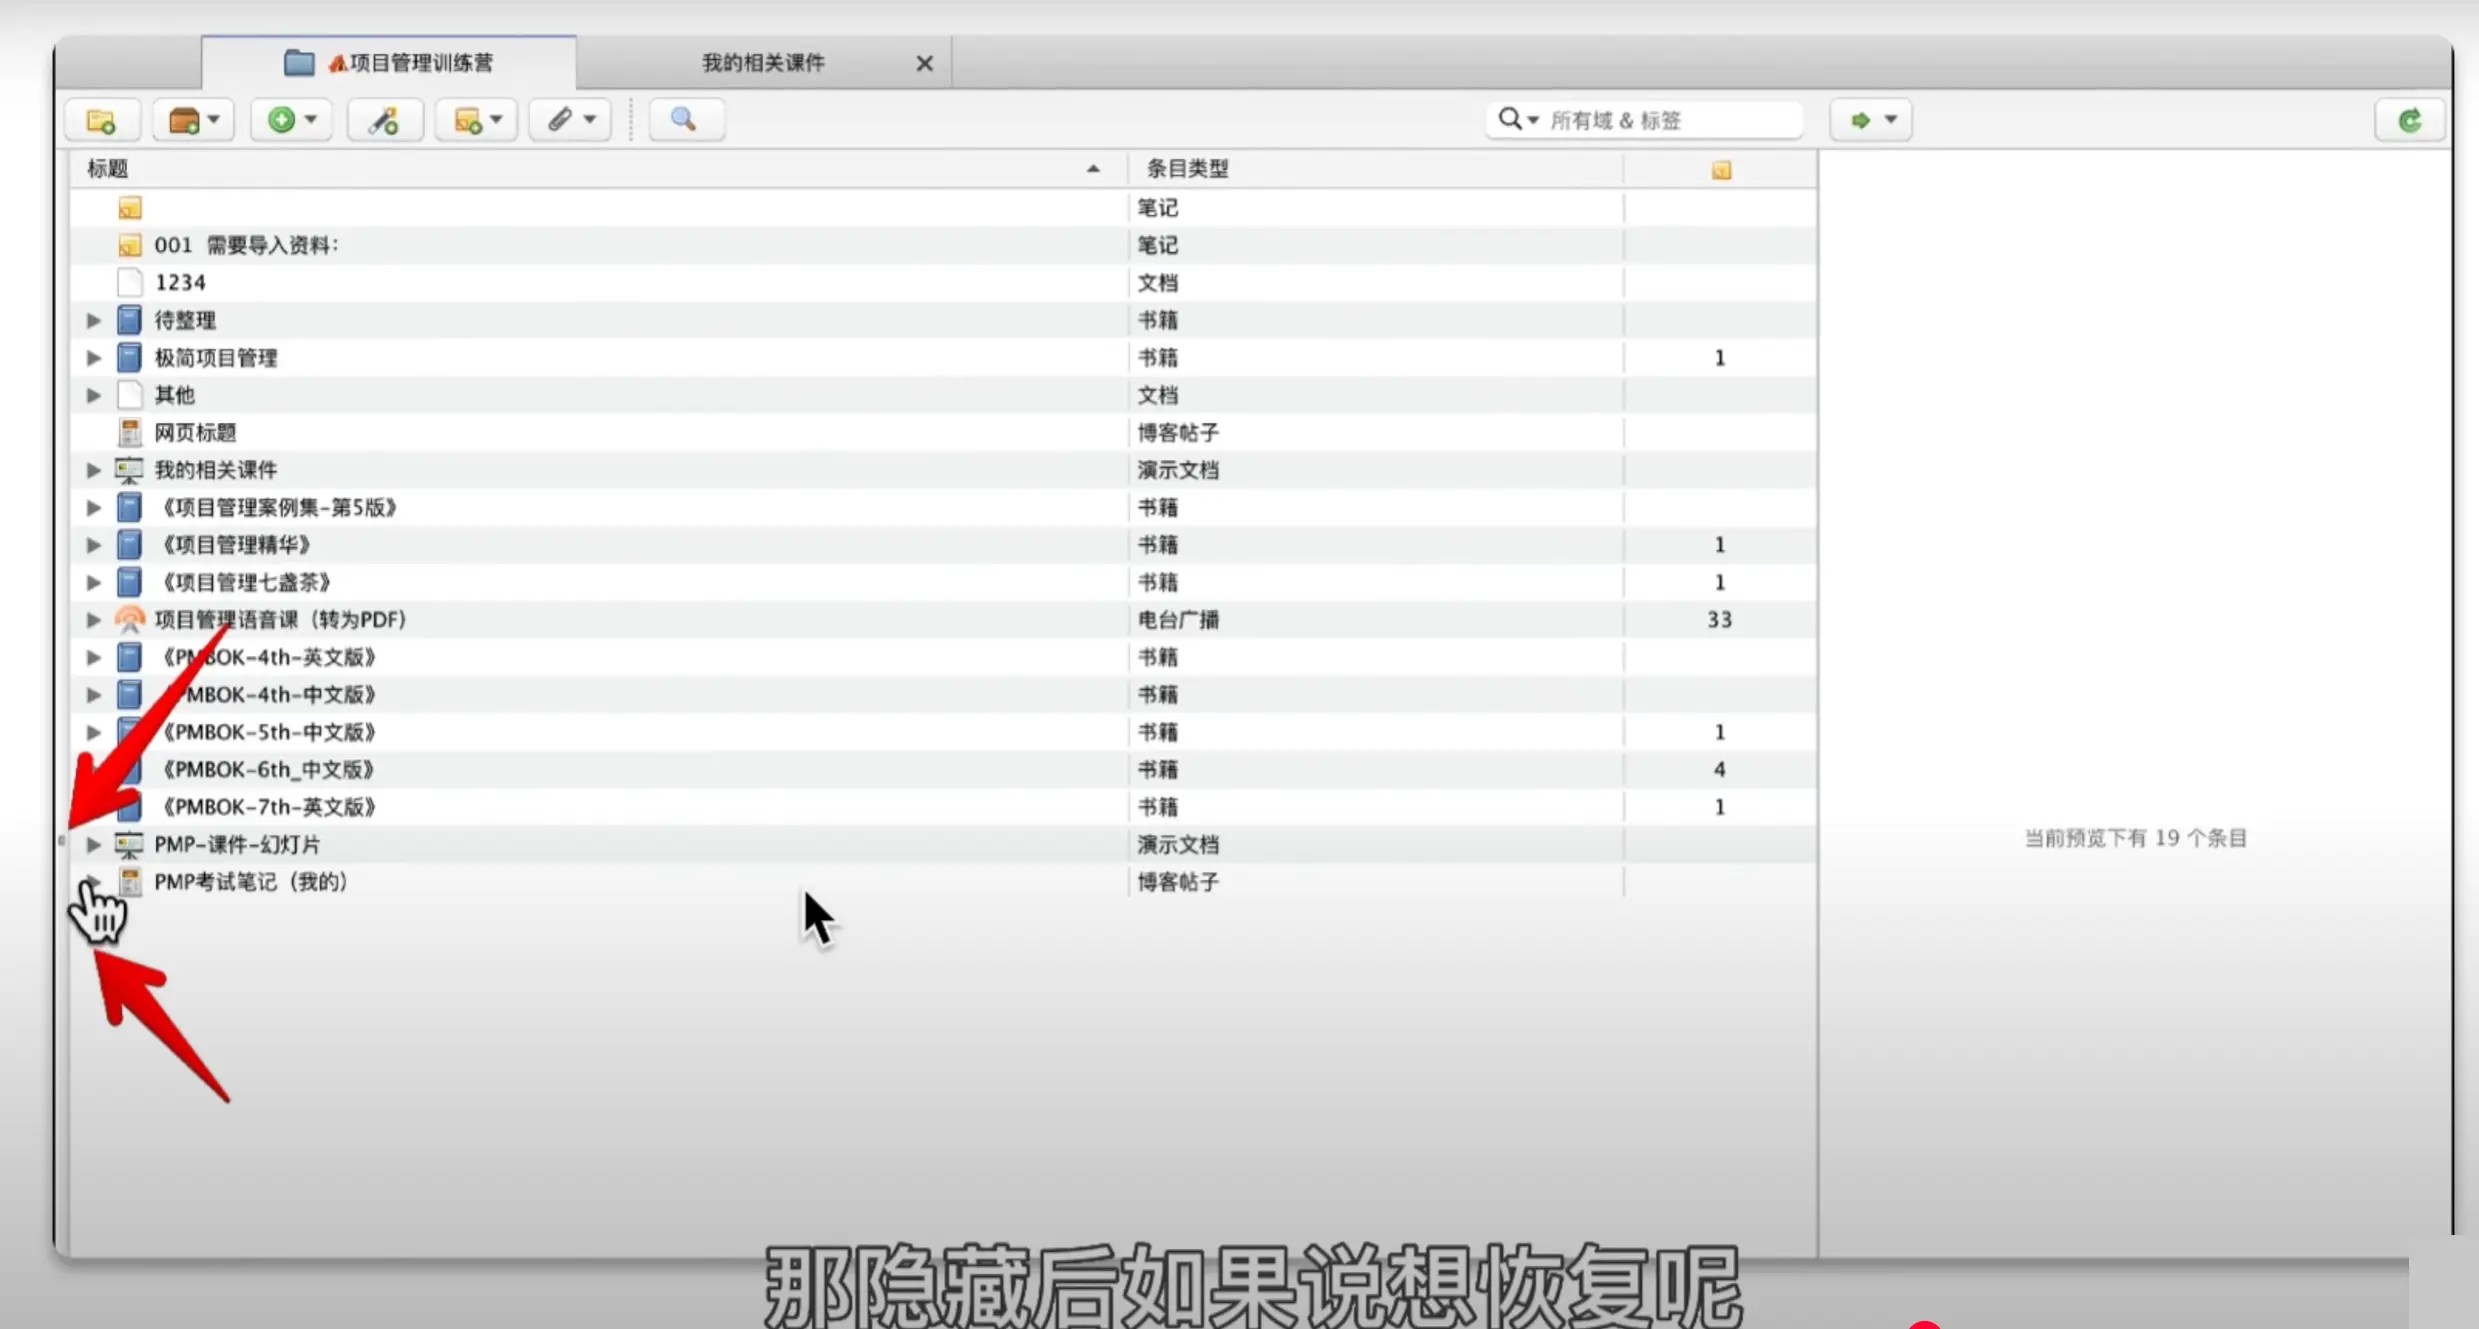 项目管理训练营 我的相关课件
所有域 & 标签
标题 条目类型
笔记
001 需要导入资料: 笔记
1234 文档
待整理 书籍
极简项目管理 书籍 1
其他 文档
网页标题 博客帖子
我的相关课件 演示文档
《项目管理案例集-第5版》 书籍
《项目管理精华》 书籍 1
《项目管理七盏茶》 书籍 1
项目管理语音课（转为PDF） 电台广播 33
《PMBOK-4th-英文版》 书籍
《PMBOK-4th-中文版》 书籍
《PMBOK-5th-中文版》 书籍 1
《PMBOK-6th_中文版》 书籍 4
《PMBOK-7th-英文版》 书籍 1
PMP-课件-幻灯片 演示文档
PMP考试笔记（我的） 博客帖子
当前预览下有 19 个条目
那隐藏后如果说想恢复呢